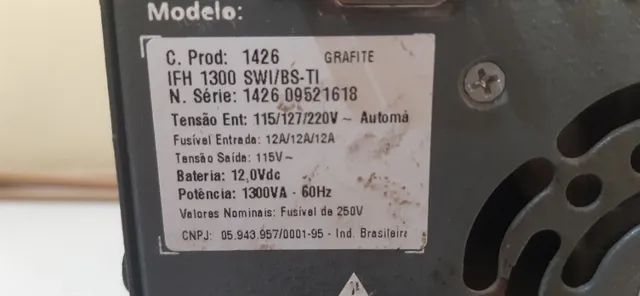 Modelo:
C. Prod: 1426 GRAFITE
IFH 1300 SWI/BS-TI
N. Série: 1426 09521618
Tensão Ent: 115/127/220V ~ Automá
Fusível Entrada: 12A/12A/12A
Tensão Saída: 115V~
Bateria: 12,0Vdc
Potência: 1300VA - 60Hz
Valores Nominais: Fusível de 250V
CNPJ: 05.943.957/0001-95 - Ind. Brasileira